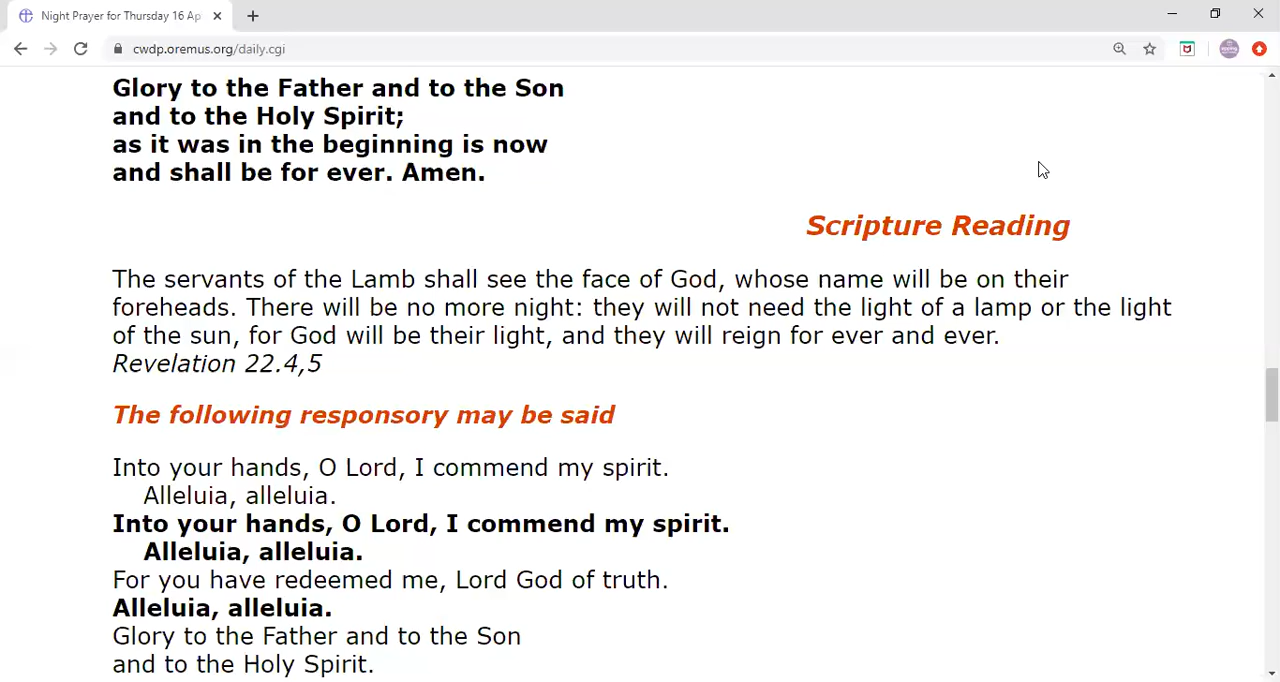 Night Prayer for Thursday 16 Ap
cwdp.oremus.org/daily.cgi
Glory to the Father and to the Son
and to the Holy Spirit;
as it was in the beginning is now
and shall be for ever. Amen.
Scripture Reading
The servants of the Lamb shall see the face of God, whose name will be on their
foreheads. There will be no more night: they will not need the light of a lamp or the light
of the sun, for God will be their light, and they will reign for ever and ever.
Revelation 22.4,5
The following responsory may be said
Into your hands, O Lord, I commend my spirit.
Alleluia, alleluia.
Into your hands, O Lord, I commend my spirit.
Alleluia, alleluia.
For you have redeemed me, Lord God of truth.
Alleluia, alleluia.
Glory to the Father and to the Son
and to the Holy Spirit.